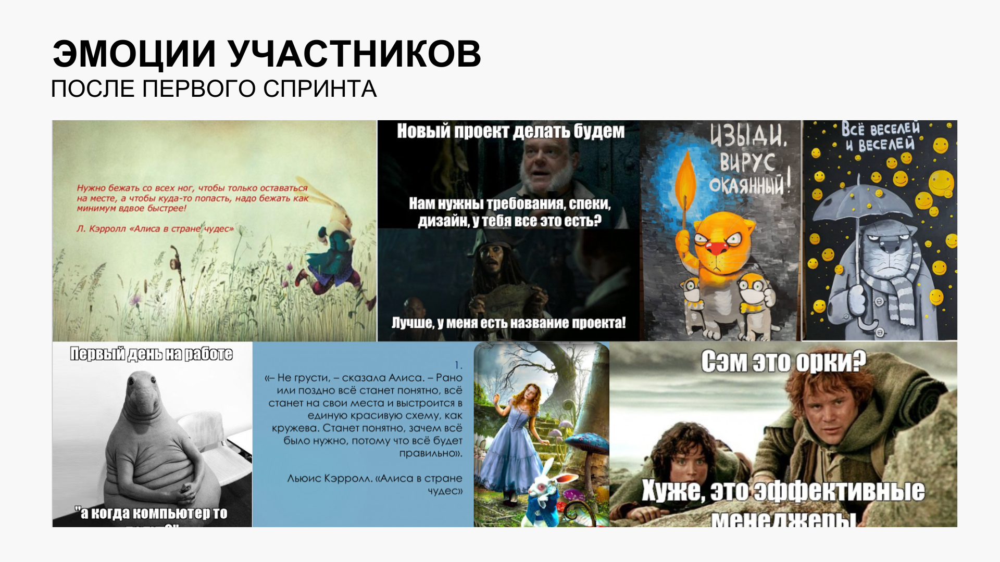 ЭМОЦИИ УЧАСТНИКОВ
ПОСЛЕ ПЕРВОГО СПРИНТА
Нужно бежать со всех ног, чтобы только оставаться
на месте, а чтобы куда-то попасть, надо бежать как
минимум вдвое быстрее!
Л. Кэрролл «Алиса в стране чудес»
Новый проект делать будем
Нам нужны требования, спеки,
дизайн, у тебя все это есть?
Лучше, у меня есть название проекта!
ИЗЫДИ,
ВИРУС
ОКАЯННЫЙ!
ВСЁ ВЕСЕЛЕЙ
И ВЕСЕЛЕЙ
Первый день на работе
"а когда компьютер то
1.
«– Не грусти, – сказала Алиса. – Рано
или поздно всё станет понятно, всё
станет на свои места и выстроится в
единую красивую схему, как
кружева. Станет понятно, зачем всё
было нужно, потому что всё будет
правильно».
Льюис Кэрролл. «Алиса в стране
чудес»
Сэм это орки?
Хуже, это эффективные
менеджеры